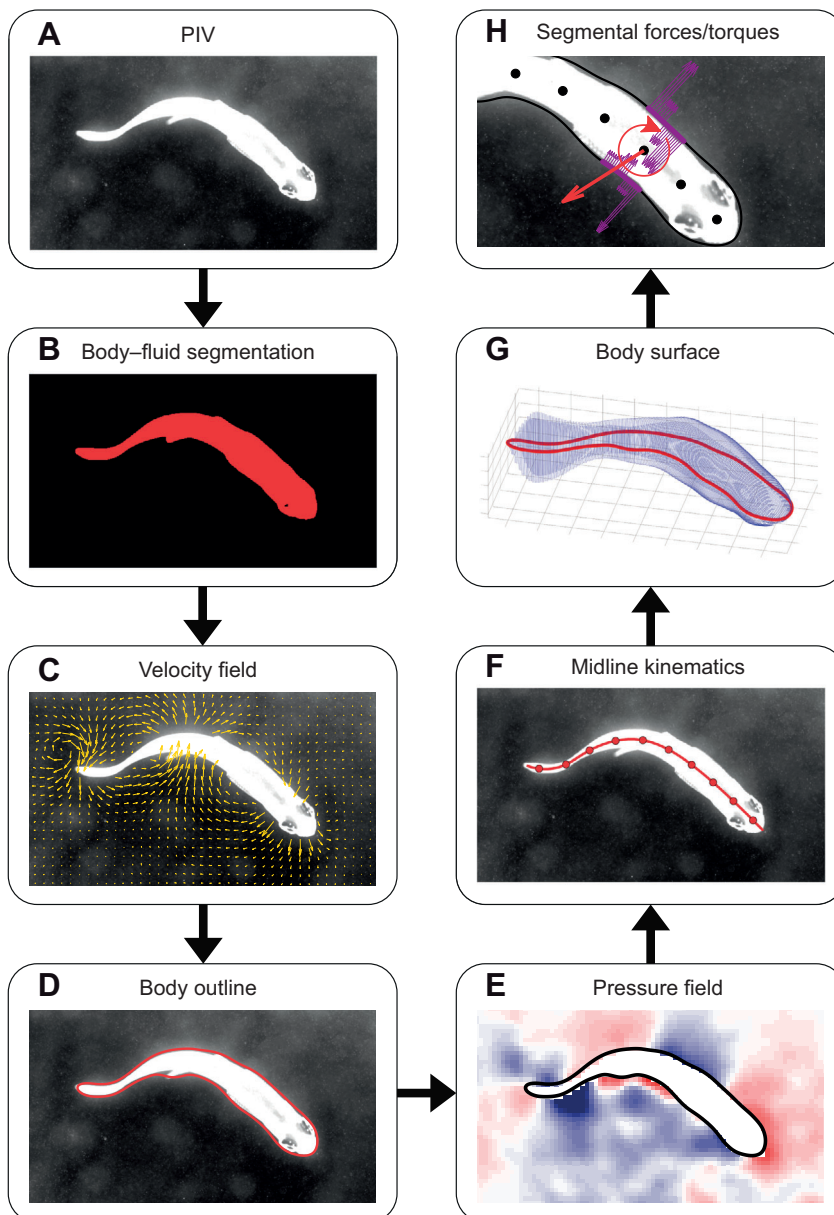 A
PIV
B
Body–fluid segmentation
C
Velocity field
D
Body outline
E
Pressure field
F
Midline kinematics
G
Body surface
H
Segmental forces/torques